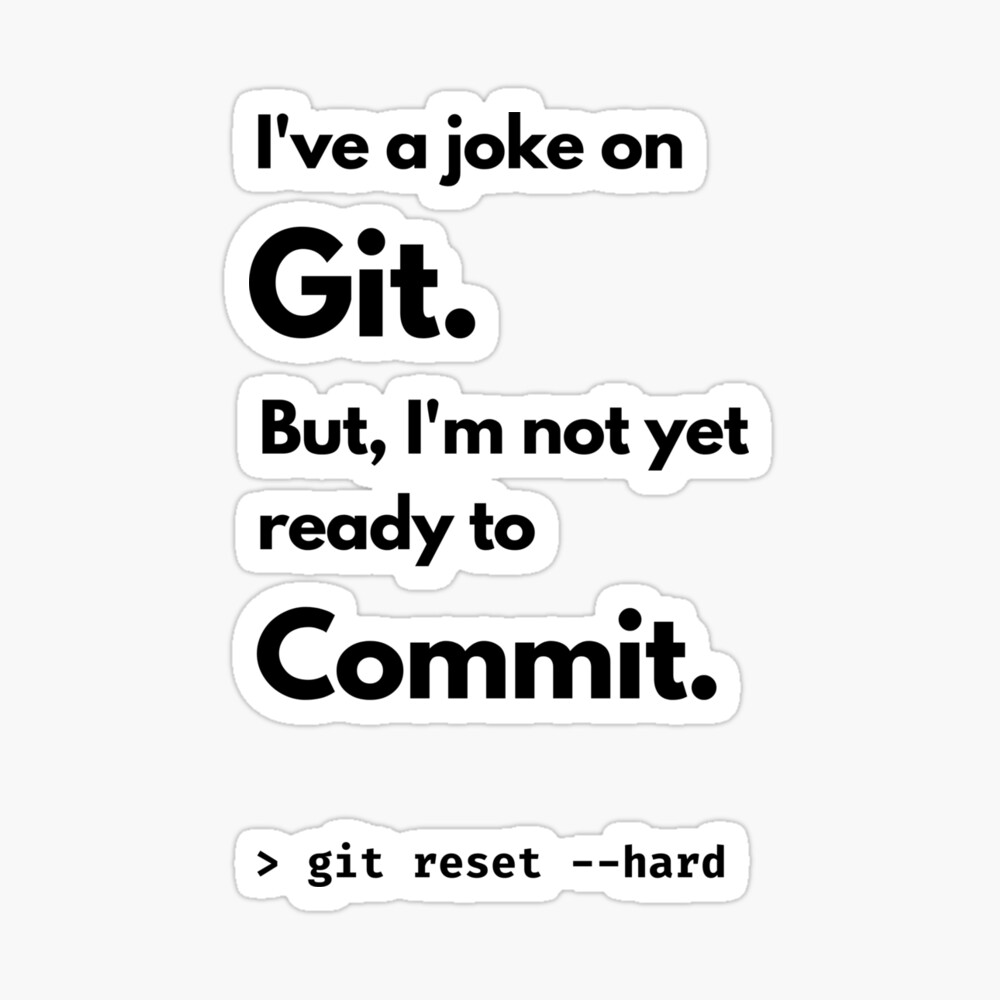 I've a joke on
Git.
But, I'm not yet
ready to
Commit.
> git reset --hard